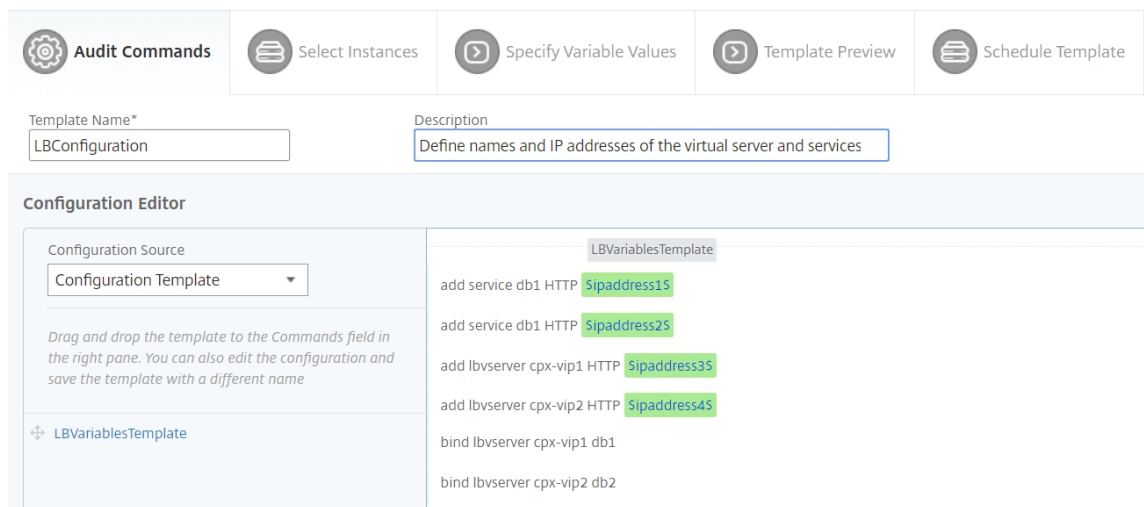 Audit Commands
Select Instances
Specify Variable Values
Template Preview
Schedule Template
Template Name*
Description
LBConfiguration
Define names and IP addresses of the virtual server and services
Configuration Editor
Configuration Source
Configuration Template
Drag and drop the template to the Commands field in
the right pane. You can also edit the configuration and
save the template with a different name
LBVariablesTemplate
LBVariablesTemplate
add service db1 HTTP $ipaddress1$
add service db1 HTTP $ipaddress2$
add lbvserver cpx-vip1 HTTP $ipaddress3$
add lbvserver cpx-vip2 HTTP $ipaddress4$
bind lbvserver cpx-vip1 db1
bind lbvserver cpx-vip2 db2